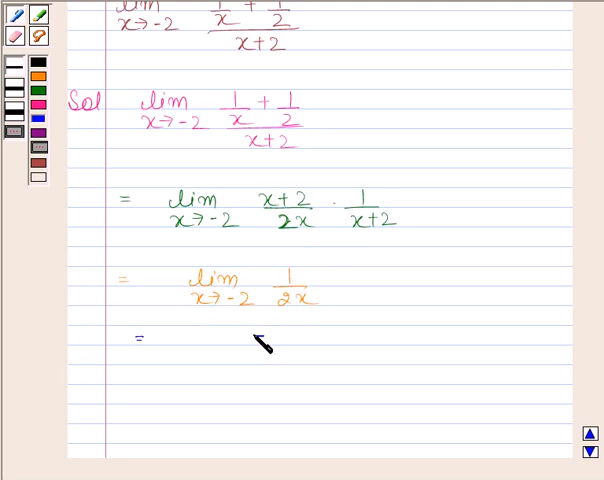 lim x→-2 (1/x + 1/2)/(x+2)
Sol lim x→-2 (1/x + 1/2)/(x+2)
= lim x→-2 (x+2)/2x · 1/(x+2)
= lim x→-2 1/2x
=